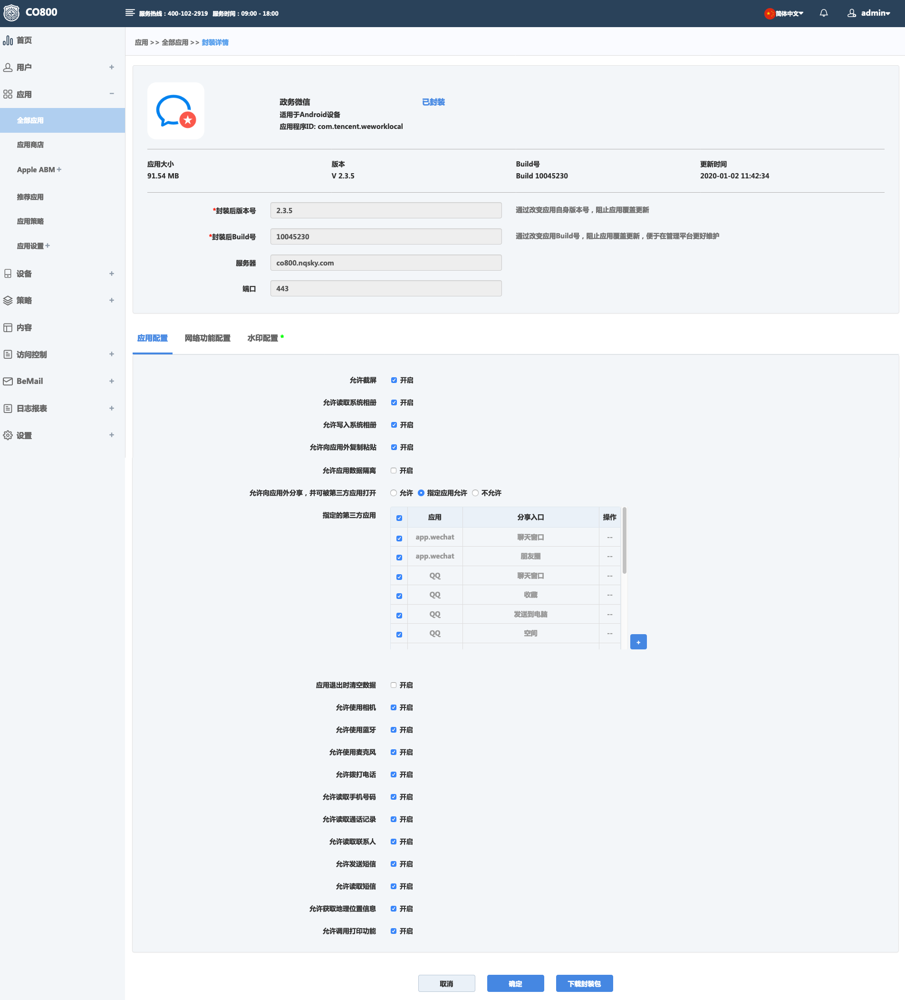 CO800
服务热线：400-102-2919 服务时间：09:00 - 18:00
简体中文
admin
首页
用户 +
应用 −
全部应用
应用商店
Apple ABM +
推荐应用
应用策略
应用设置 +
设备 +
策略 +
内容
访问控制 +
BeMail +
日志报表 +
设置 +
应用 >> 全部应用 >> 封装详情
政务微信 已封装
适用于Android设备
应用程序ID: com.tencent.weworklocal
应用大小 版本 Build号 更新时间
91.54 MB V 2.3.5 Build 10045230 2020-01-02 11:42:34
*封装后版本号 2.3.5 通过改变应用自身版本号，阻止应用覆盖更新
*封装后Build号 10045230 通过改变应用Build号，阻止应用覆盖更新，便于在管理平台更好维护
服务器 co800.nqsky.com
端口 443
应用配置 网络功能配置 水印配置 *
允许截屏 开启
允许读取系统相册 开启
允许写入系统相册 开启
允许向应用外复制粘贴 开启
允许应用数据隔离 开启
允许向应用外分享，并可被第三方应用打开 允许 指定应用允许 不允许
指定的第三方应用 应用 分享入口 操作
app.wechat 聊天窗口 --
app.wechat 朋友圈 --
QQ 聊天窗口 --
QQ 收藏 --
QQ 发送到电脑 --
QQ 空间 --
+
应用退出时清空数据 开启
允许使用相机 开启
允许使用蓝牙 开启
允许使用麦克风 开启
允许拨打电话 开启
允许读取手机号码 开启
允许读取通话记录 开启
允许读取联系人 开启
允许发送短信 开启
允许读取短信 开启
允许获取地理位置信息 开启
允许调用打印功能 开启
取消 确定 下载封装包